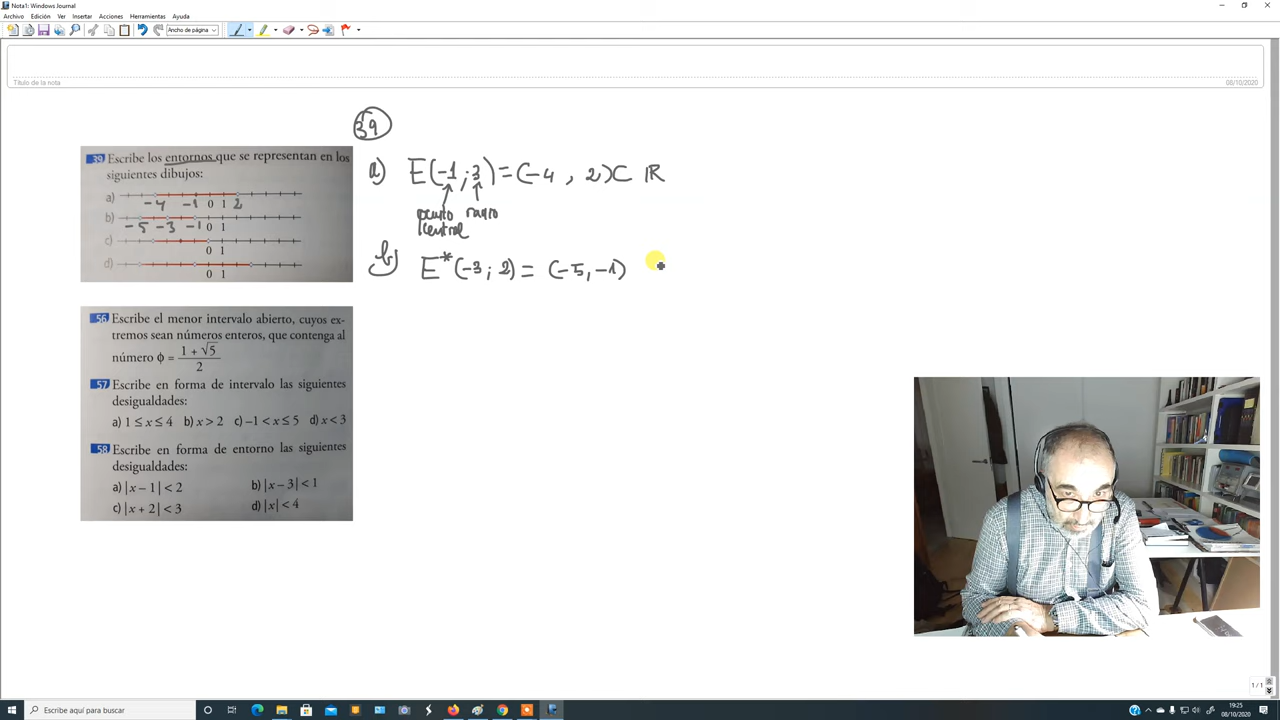 Nota1: Windows Journal
Archivo Edición Ver Insertar Acciones Herramientas Ayuda
Ancho de página
Título de la nota
08/10/2020
39
39 Escribe los entornos que se representan en los
siguientes dibujos:
a) -4 -1 0 1 2
b) -5 -3 -1 0 1
c) 0 1
d) 0 1
a) E(-1;3)=(-4, 2)⊂ ℝ
punto radio
central
b) E*(-3; 2) = (-5,-1)
56 Escribe el menor intervalo abierto, cuyos ex-
tremos sean números enteros, que contenga al
número ϕ = (1 + √5)/2
57 Escribe en forma de intervalo las siguientes
desigualdades:
a) 1 ≤ x ≤ 4 b) x > 2 c) -1 < x ≤ 5 d) x < 3
58 Escribe en forma de entorno las siguientes
desigualdades:
a) |x - 1| < 2 b) |x - 3| < 1
c) |x + 2| < 3 d) |x| < 4
1/1
Escribe aquí para buscar
19:25
08/10/2020